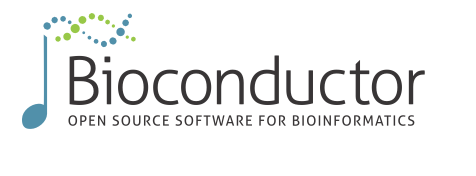 Bioconductor
OPEN SOURCE SOFTWARE FOR BIOINFORMATICS